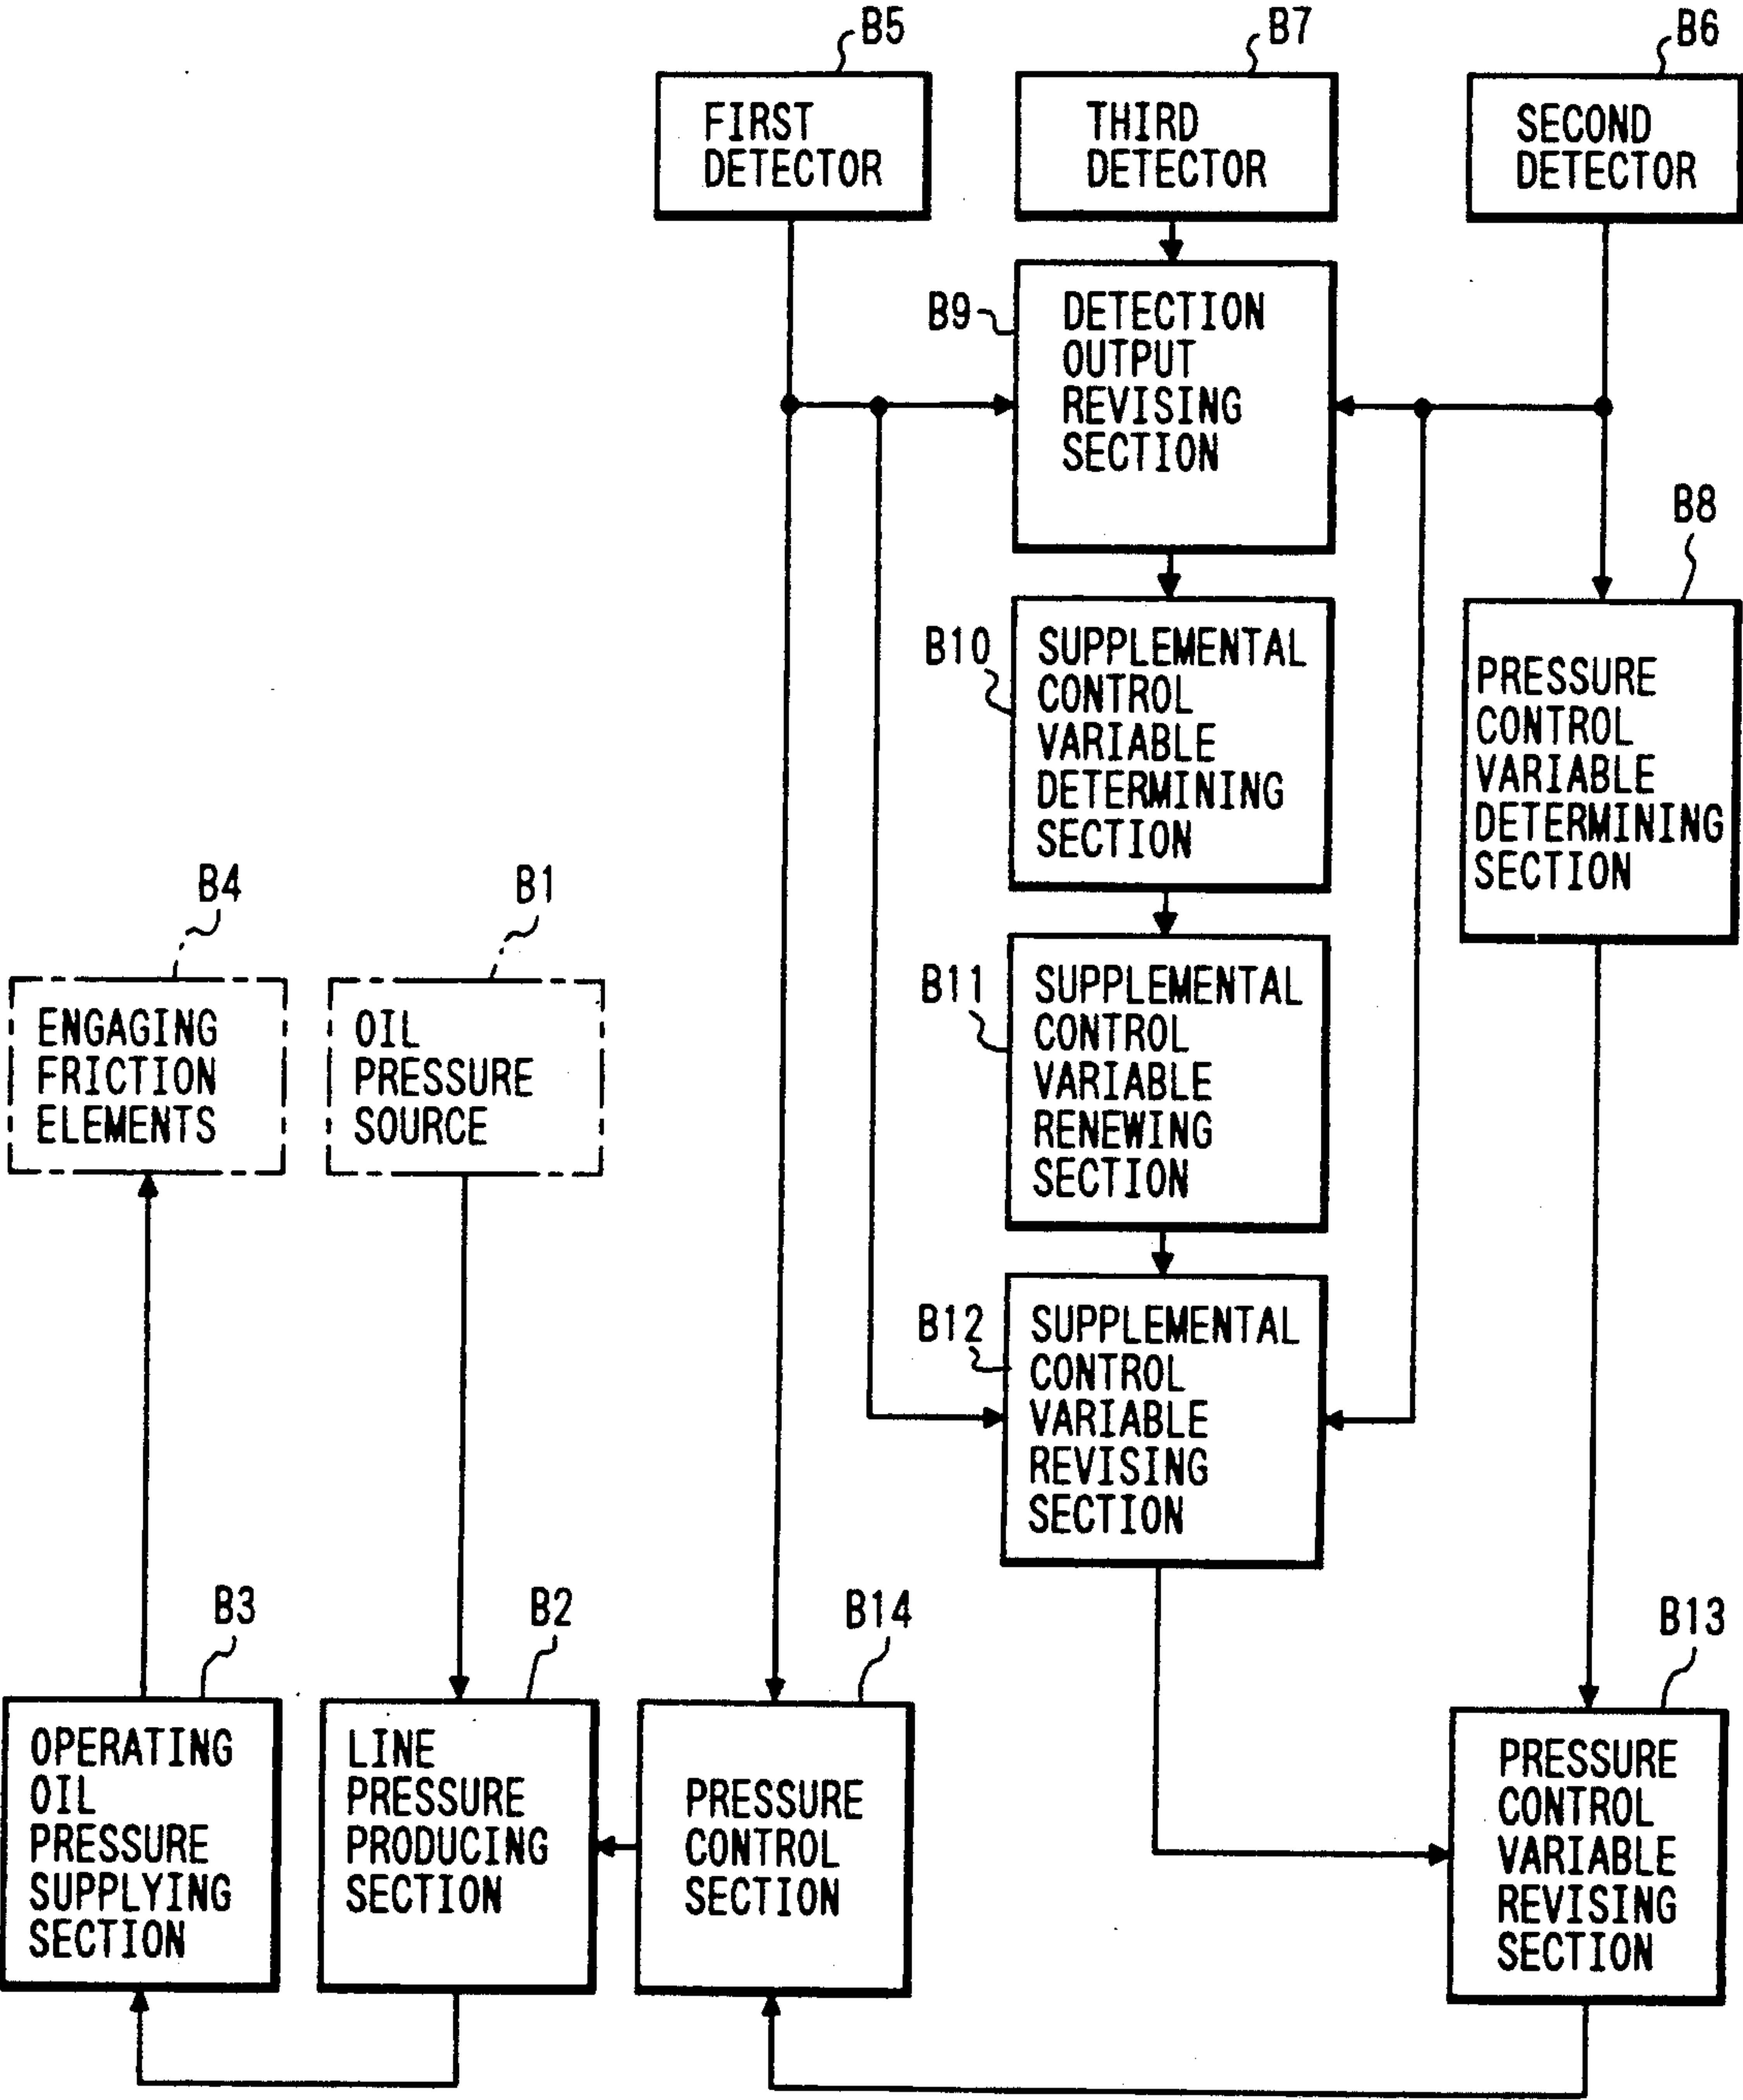 B5
FIRST
DETECTOR
B7
THIRD
DETECTOR
B6
SECOND
DETECTOR
B9
DETECTION
OUTPUT
REVISING
SECTION
B8
PRESSURE
CONTROL
VARIABLE
DETERMINING
SECTION
B10
SUPPLEMENTAL
CONTROL
VARIABLE
DETERMINING
SECTION
B4
ENGAGING
FRICTION
ELEMENTS
B1
OIL
PRESSURE
SOURCE
B11
SUPPLEMENTAL
CONTROL
VARIABLE
RENEWING
SECTION
B12
SUPPLEMENTAL
CONTROL
VARIABLE
REVISING
SECTION
B3
OPERATING
OIL
PRESSURE
SUPPLYING
SECTION
B2
LINE
PRESSURE
PRODUCING
SECTION
B14
PRESSURE
CONTROL
SECTION
B13
PRESSURE
CONTROL
VARIABLE
REVISING
SECTION